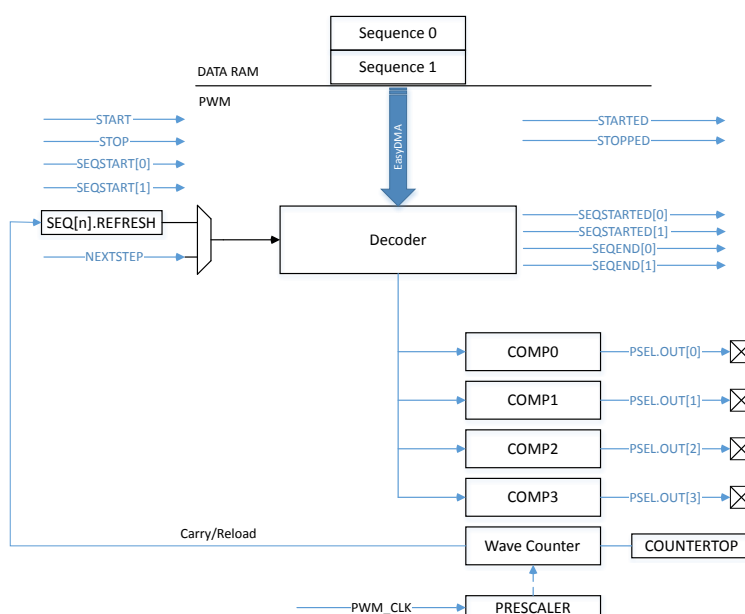 Sequence 0
Sequence 1
DATA RAM
PWM
START
STOP
SEQSTART[0]
SEQSTART[1]
EasyDMA
STARTED
STOPPED
SEQ[n].REFRESH
NEXTSTEP
Decoder
SEQSTARTED[0]
SEQSTARTED[1]
SEQEND[0]
SEQEND[1]
COMP0
PSEL.OUT[0]
COMP1
PSEL.OUT[1]
COMP2
PSEL.OUT[2]
COMP3
PSEL.OUT[3]
Carry/Reload
Wave Counter
COUNTERTOP
PWM_CLK
PRESCALER